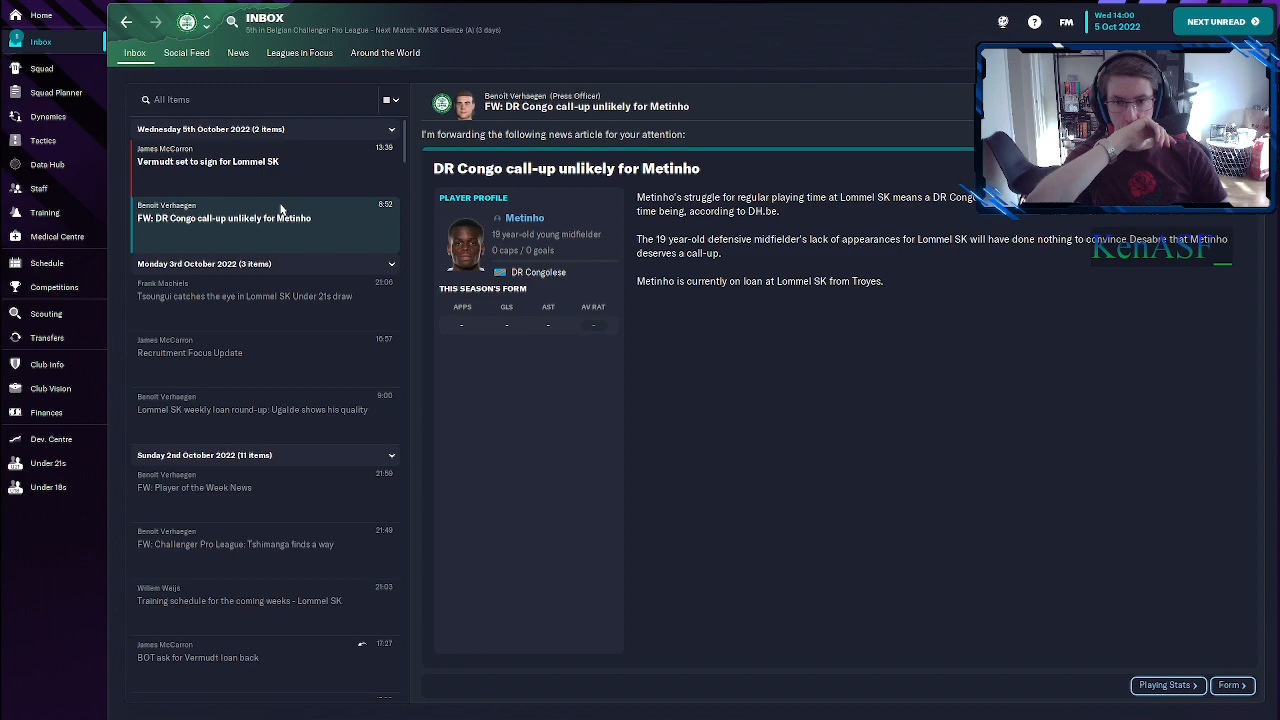 Home
Inbox
1
Squad
Squad Planner
Dynamics
Tactics
Data Hub
Staff
Training
Medical Centre
Schedule
Competitions
Scouting
Transfers
Club Info
Club Vision
Finances
Dev. Centre
Under 21s
Under 18s
INBOX
5th in Belgian Challenger Pro League - Next Match: KMSK Deinze (A) (3 days)
FM
Wed 14:00
5 Oct 2022
NEXT UNREAD
Inbox
Social Feed
News
Leagues in Focus
Around the World
All Items
Wednesday 5th October 2022 (2 items)
James McCarron 13:39
Vermudt set to sign for Lommel SK
Benoît Verhaegen 8:52
FW: DR Congo call-up unlikely for Metinho
Monday 3rd October 2022 (3 items)
Frank Machiels 21:06
Tsoungui catches the eye in Lommel SK Under 21s draw
James McCarron 16:57
Recruitment Focus Update
Benoît Verhaegen 9:00
Lommel SK weekly loan round-up: Ugalde shows his quality
Sunday 2nd October 2022 (11 items)
Benoît Verhaegen 21:59
FW: Player of the Week News
Benoît Verhaegen 21:49
FW: Challenger Pro League: Tshimanga finds a way
Willem Weijs 21:03
Training schedule for the coming weeks - Lommel SK
James McCarron 17:27
BOT ask for Vermudt loan back
Benoît Verhaegen (Press Officer)
FW: DR Congo call-up unlikely for Metinho
I'm forwarding the following news article for your attention:
DR Congo call-up unlikely for Metinho
PLAYER PROFILE
Metinho
19 year-old young midfielder
0 caps / 0 goals
DR Congolese
THIS SEASON'S FORM
APPS GLS AST AV RAT
- - - -
Metinho's struggle for regular playing time at Lommel SK means a DR Cong
time being, according to DH.be.
The 19 year-old defensive midfielder's lack of appearances for Lommel SK will have done nothing to convince Desabre that Metinho
deserves a call-up.
Metinho is currently on loan at Lommel SK from Troyes.
KenASF_
Playing Stats
Form